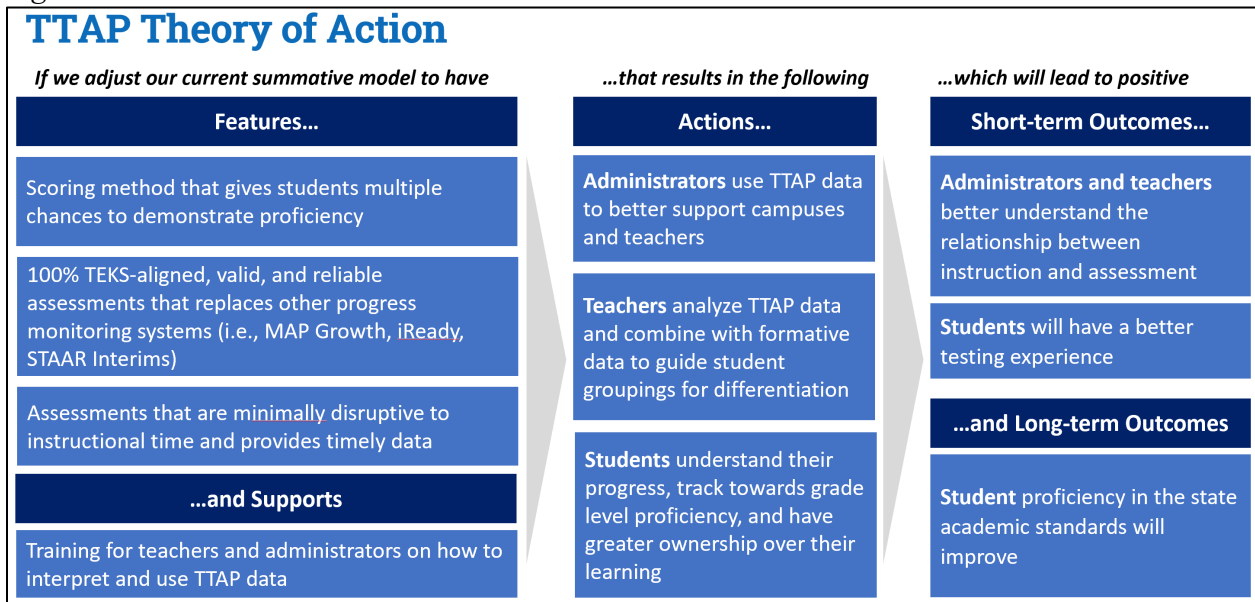 TTAP Theory of Action
If we adjust our current summative model to have
Features...
Scoring method that gives students multiple
chances to demonstrate proficiency
100% TEKS-aligned, valid, and reliable
assessments that replaces other progress
monitoring systems (i.e., MAP Growth, iReady,
STAAR Interims)
Assessments that are minimally disruptive to
instructional time and provides timely data
...and Supports
Training for teachers and administrators on how to
interpret and use TTAP data
...that results in the following
Actions...
Administrators use TTAP data
to better support campuses
and teachers
Teachers analyze TTAP data
and combine with formative
data to guide student
groupings for differentiation
Students understand their
progress, track towards grade
level proficiency, and have
greater ownership over their
learning
...which will lead to positive
Short-term Outcomes...
Administrators and teachers
better understand the
relationship between
instruction and assessment
Students will have a better
testing experience
...and Long-term Outcomes
Student proficiency in the state
academic standards will
improve